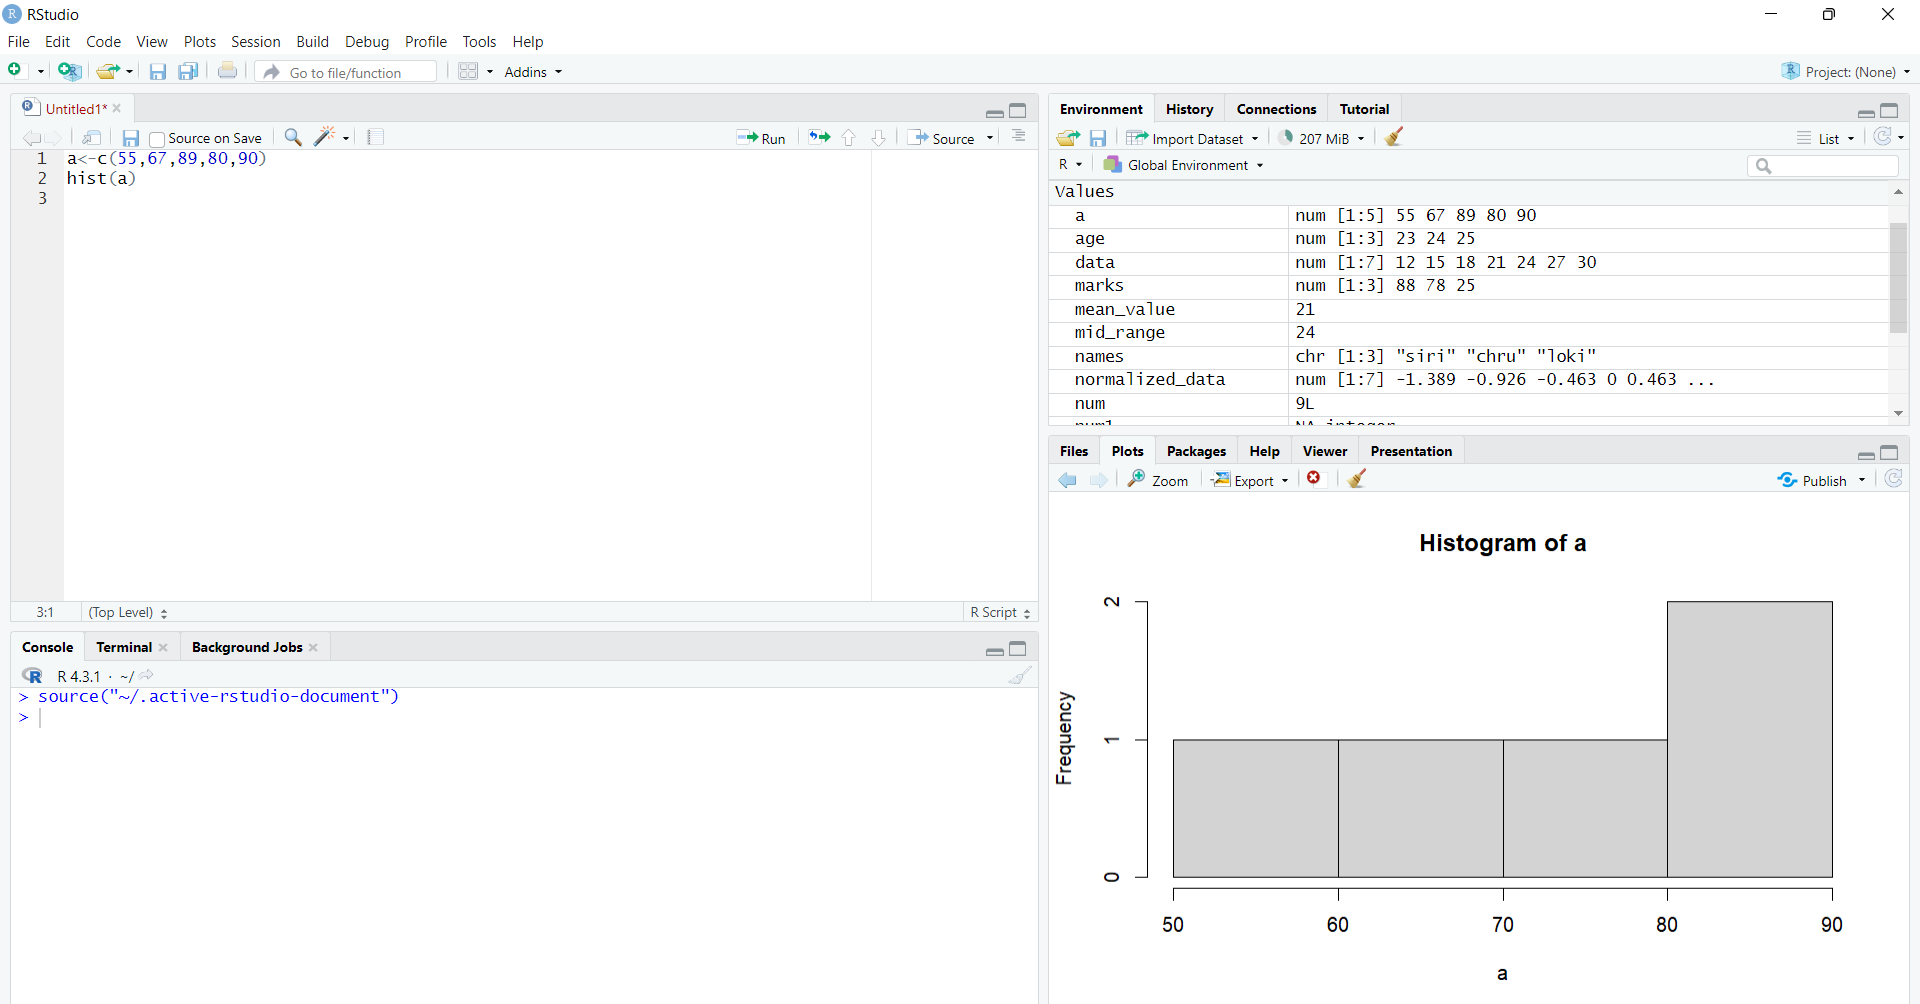 RStudio
File Edit Code View Plots Session Build Debug Profile Tools Help
Go to file/function Addins Project: (None)
Untitled1*
Source on Save Run Source
1 a<-c(55,67,89,80,90)
2 hist(a)
3
3:1 (Top Level) R Script
Console Terminal Background Jobs
R 4.3.1 · ~/
> source("~/.active-rstudio-document")
>
Environment History Connections Tutorial
Import Dataset 207 MiB List
R Global Environment
Values
a num [1:5] 55 67 89 80 90
age num [1:3] 23 24 25
data num [1:7] 12 15 18 21 24 27 30
marks num [1:3] 88 78 25
mean_value 21
mid_range 24
names chr [1:3] "siri" "chru" "loki"
normalized_data num [1:7] -1.389 -0.926 -0.463 0 0.463 ...
num 9L
Files Plots Packages Help Viewer Presentation
Zoom Export Publish
Histogram of a
Frequency
2
1
0
50 60 70 80 90
a